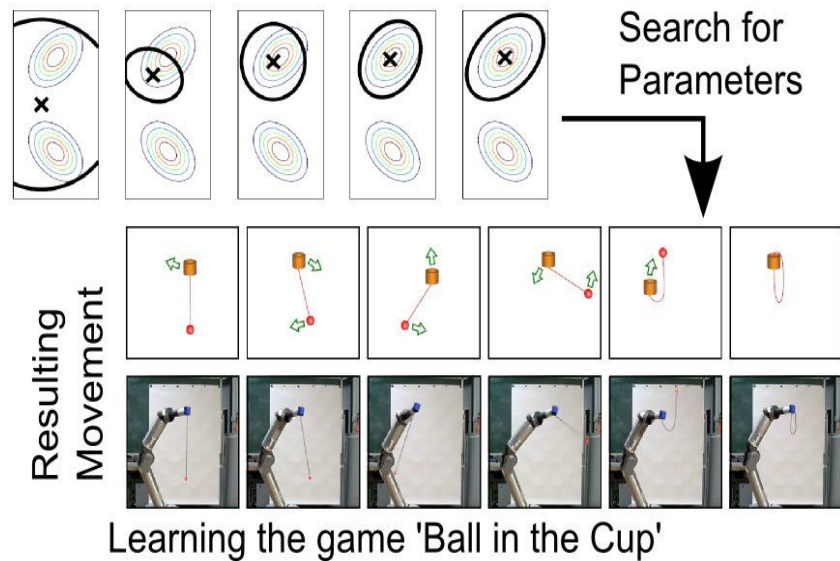 Search for
Parameters
Resulting
Movement
Learning the game 'Ball in the Cup'